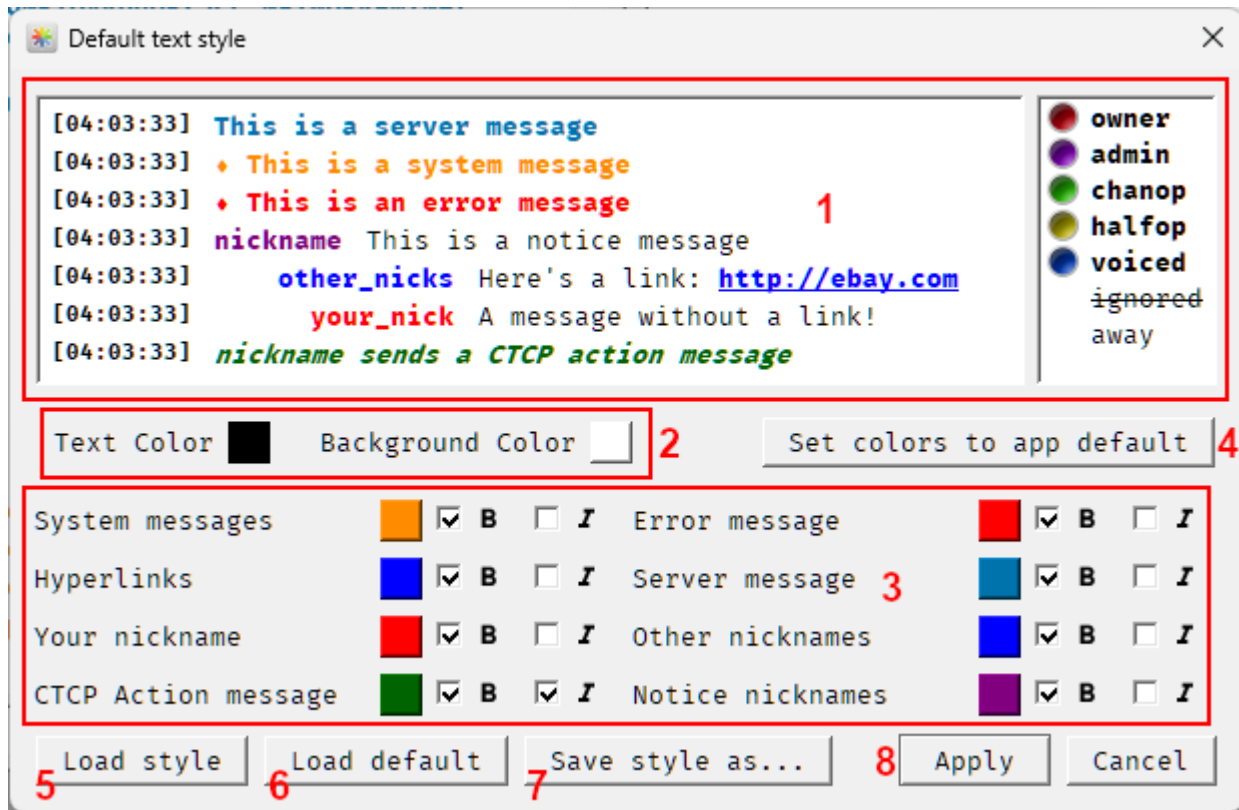 Default text style
[04:03:33] This is a server message
[04:03:33] ♦ This is a system message
[04:03:33] ♦ This is an error message
[04:03:33] nickname This is a notice message
[04:03:33] other_nicks Here's a link: http://ebay.com
[04:03:33] your_nick A message without a link!
[04:03:33] nickname sends a CTCP action message
1
owner
admin
chanop
halfop
voiced
ignored
away
Text Color Background Color 2 Set colors to app default 4
System messages B I Error message B I
Hyperlinks B I Server message 3 B I
Your nickname B I Other nicknames B I
CTCP Action message B I Notice nicknames B I
5 Load style 6 Load default 7 Save style as... 8 Apply Cancel